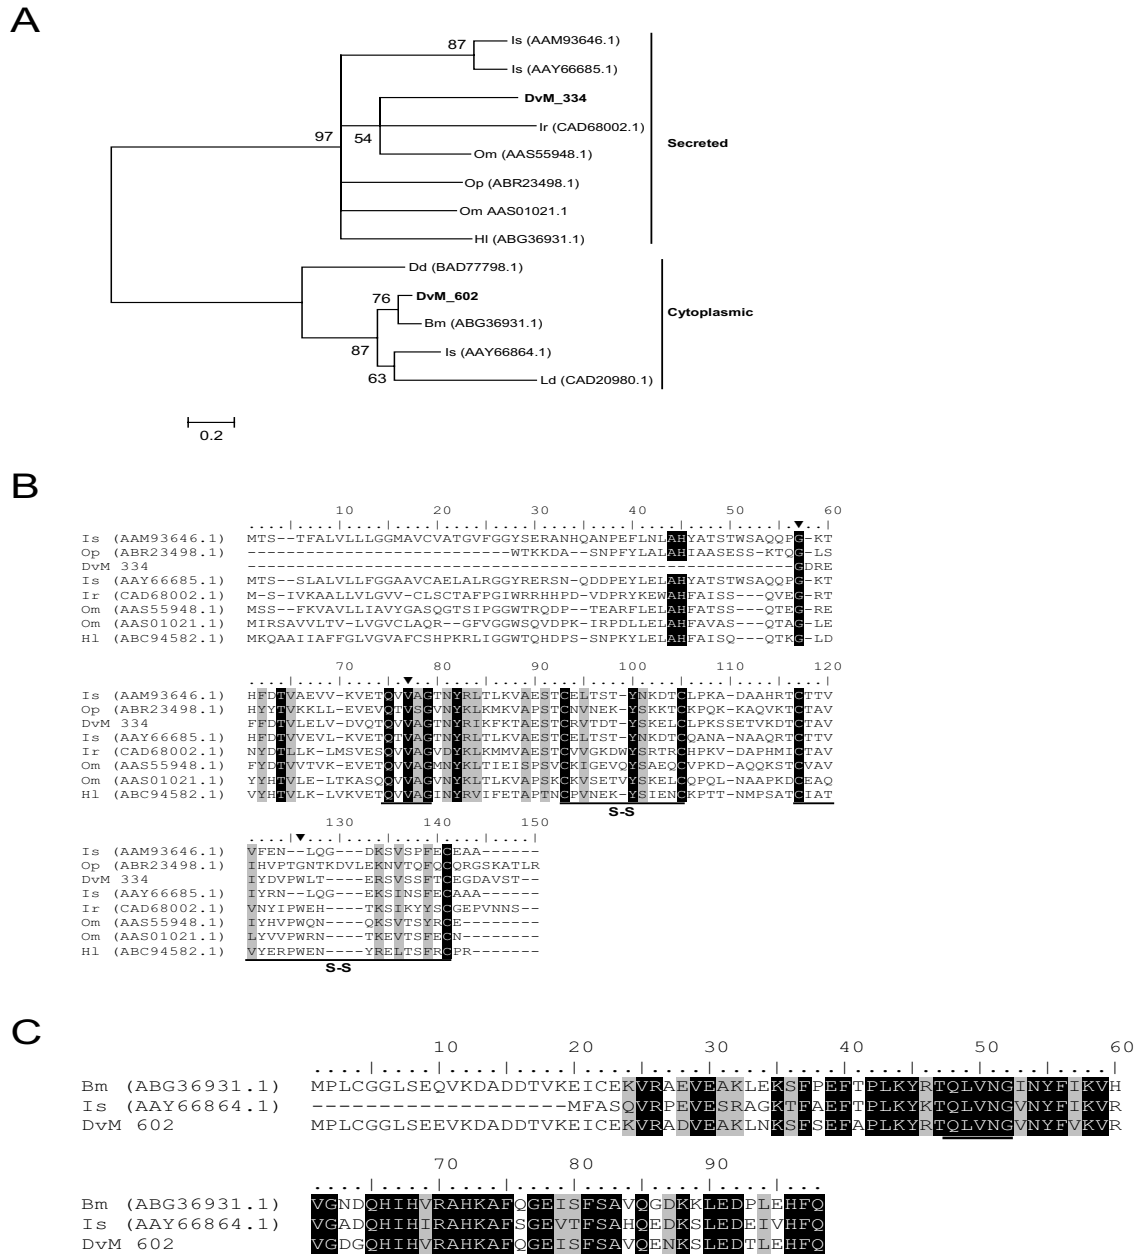 A
87
Is (AAM93646.1)
Is (AAY66685.1)
DvM_334
97
54
Ir (CAD68002.1)
Om (AAS55948.1)
Op (ABR23498.1)
Om AAS01021.1
Hl (ABG36931.1)
Secreted
Dd (BAD77798.1)
76
DvM_602
Bm (ABG36931.1)
87
Is (AAY66864.1)
63
Ld (CAD20980.1)
Cytoplasmic
0.2
B
10 20 30 40 50 60
Is (AAM93646.1) MTS--TFALVLLLGGMAVCVATGVFGGYSERANHQANPEFLNLAHYATSTWSAQQPG-KT
Op (ABR23498.1) ---------------------------WTKKDA--SNPFYLALAHIAASESS-KTQG-LS
DvM 334 --------------------------------------------------------GDRE
Is (AAY66685.1) MTS--SLALVLLFGGAAVCAELALRGGYRERSN-QDDPEYLELAHYATSTWSAQQPG-KT
Ir (CAD68002.1) M-S-IVKAALLVLGVV-CLSCTAFPGIWRRHHPD-VDPRYKEWAHFAISS---QVEG-RT
Om (AAS55948.1) MSS--FKVAVLLIAVYGASQGTSIPGGWTRQDP--TEARFLELAHFATSS---QTEG-RE
Om (AAS01021.1) MIRSAVVLTV-LVGVCLAQR--GFVGGWSQVDPK-IRPDLLELAHFAVAS---QTAG-LE
Hl (ABC94582.1) MKQAAIIAFFGLVGVAFCSHPKRLIGGWTQHDPS-SNPKYLELAHFAISQ---QTKG-LD
70 80 90 100 110 120
Is (AAM93646.1) HFDTVAEVV-KVETQVVAGTNYRLTLKVAESTCELTST-YNKDTCLPKA-DAAHRTCTTV
Op (ABR23498.1) HYYTVKKLL-EVEVQTVSGVNYKLKMKVAPSTCNVNEK-YSKKTCKPQK-KAQVKTCTAV
DvM 334 FFDTVLELV-DVQTQVVAGTNYRIKFKTAESTCRVTDT-YSKELCLPKSSETVKDTCTAV
Is (AAY66685.1) HFDTVVEVL-KVETQTVAGTNYRLTLKVAESTCELTST-YNKDTCQANA-NAAQRTCTTV
Ir (CAD68002.1) NYDTLLK-LMSVESQVVAGVDYKLKMMVAESTCVVGKDWYSRTRCHPKV-DAPHMICTAV
Om (AAS55948.1) FYDTVVTVK-EVETQVVAGMNYKLTIEISPSVCKIGEVQYSAEQCVPKD-AQQKSTCVAV
Om (AAS01021.1) YYHTVLE-LTKASQQVVAGVNYKLTLKVAPSKCKVSETVYSKELCQPQL-NAAPKDCEAQ
Hl (ABC94582.1) VYHTVLK-LVKVETQVVAGINYRVIFETAPTNCPVNEK-YSIENCKPTT-NMPSATCIAT
S-S
130 140 150
Is (AAM93646.1) VFEN--LQG---DKSVSPFECEAA------
Op (ABR23498.1) IHVPTGNTKDVLEKNVTQFQCQRGSKATLR
DvM 334 IYDVPWLT----ERSVSSFTCEGDAVST--
Is (AAY66685.1) IYRN--LQG---EKSINSFECAAA------
Ir (CAD68002.1) VNYIPWEH----TKSIKYYSCGEPVNNS--
Om (AAS55948.1) IYHVPWQN----QKSVTSYRCE--------
Om (AAS01021.1) LYVVPWRN----TKEVTSFECN--------
Hl (ABC94582.1) VYERPWEN----YRELTSFRCPR-------
S-S
C
10 20 30 40 50 60
Bm (ABG36931.1) MPLCGGLSEQVKDADDTVKEICEKVRAEVEAKLEKSFPEFTPLKYRTQLVNGINYFIKVH
Is (AAY66864.1) -------------------MFASQVRPEVESRAGKTFAEFTPLKYKTQLVNGVNYFIKVR
DvM 602 MPLCGGLSEEVKDADDTVKEICEKVRADVEAKLNKSFSEFAPLKYRTQLVNGVNYFVKVR
70 80 90
Bm (ABG36931.1) VGNDQHIHVRAHKAFQGEISFSAVQGDKKLEDPLEHFQ
Is (AAY66864.1) VGADQHIHIRAHKAFSGEVTFSAHQEDKSLEDEIVHFQ
DvM 602 VGDGQHIHVRAHKAFQGEISFSAVQENKSLEDTLEHFQ